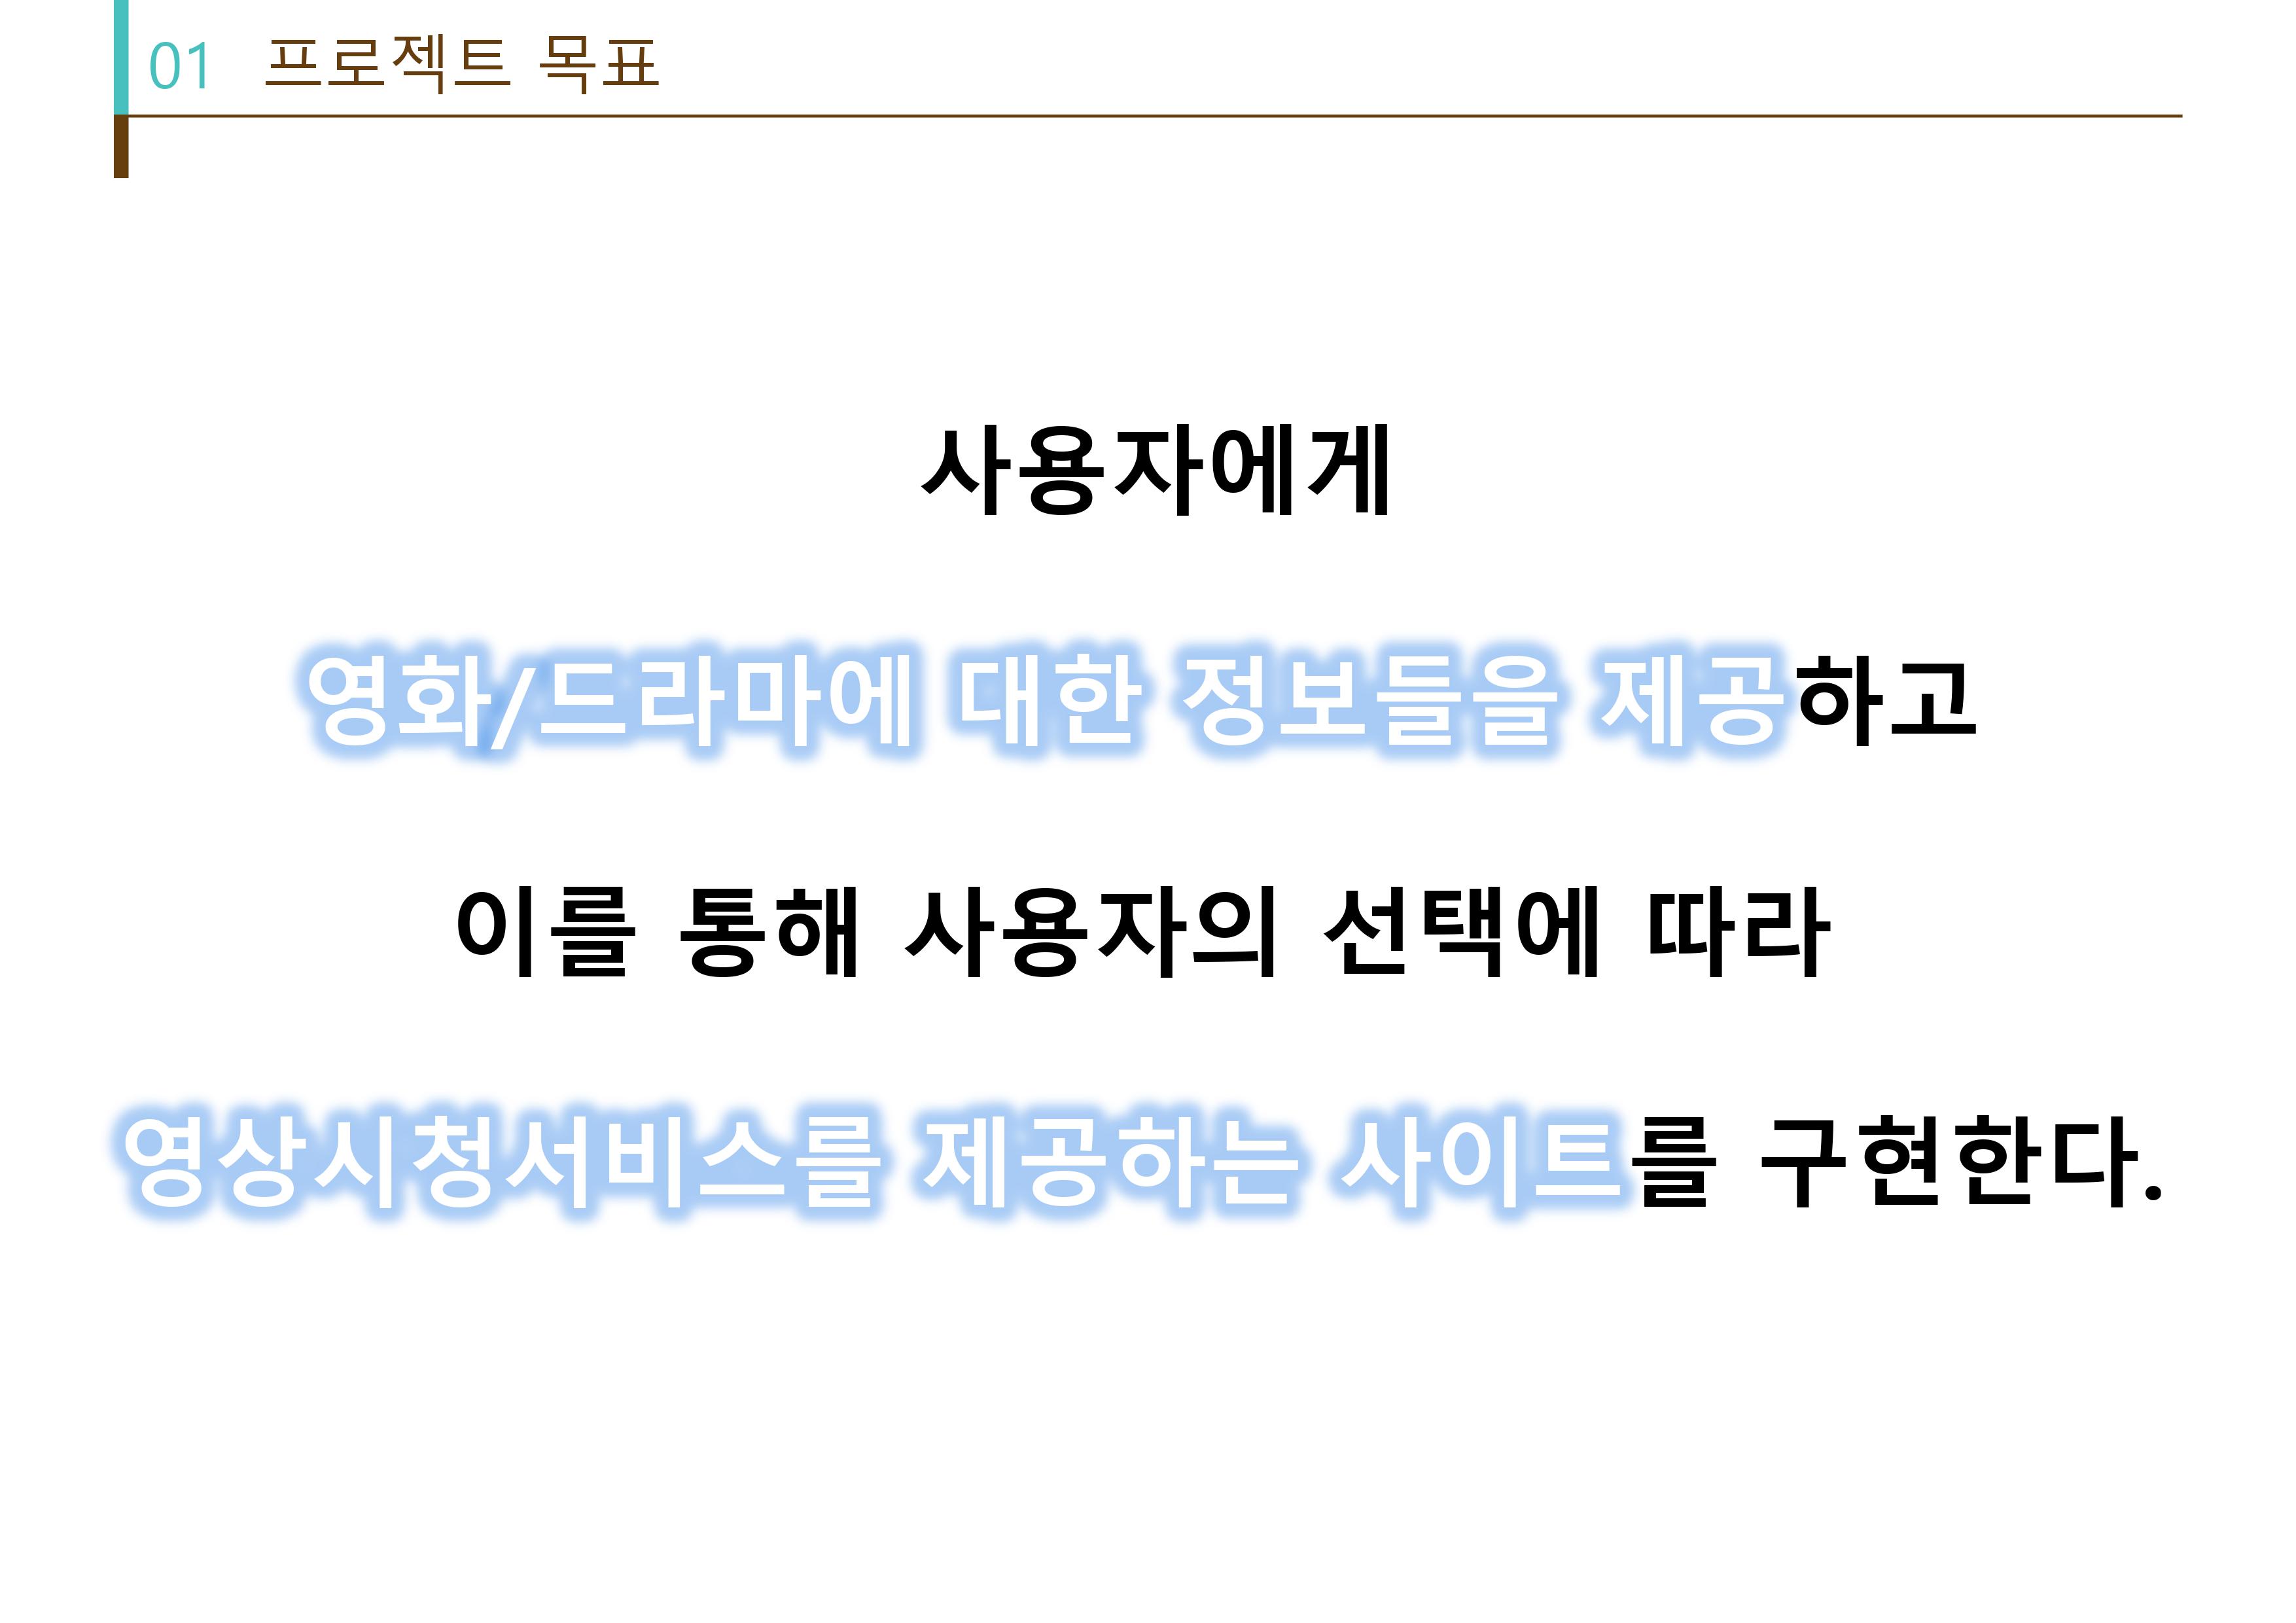 01 프로젝트 목표
사용자에게
영화/드라마에 대한 정보들을 제공하고
이를 통해 사용자의 선택에 따라
영상시청서비스를 제공하는 사이트를 구현한다.